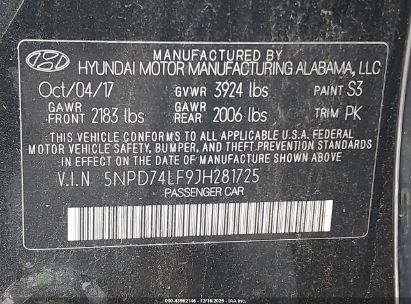 MANUFACTURED BY
HYUNDAI MOTOR MANUFACTURING ALABAMA, LLC
Oct/04/17 GVWR 3924 lbs PAINT S3
GAWR FRONT 2183 lbs GAWR REAR 2006 lbs TRIM PK
THIS VEHICLE CONFORMS TO ALL APPLICABLE U.S.A. FEDERAL
MOTOR VEHICLE SAFETY, BUMPER, AND THEFT PREVENTION
STANDARDS IN EFFECT ON THE DATE OF MANUFACTURE SHOWN ABOVE.
V.I.N 5NPD74LF9JH281725
PASSENGER CAR